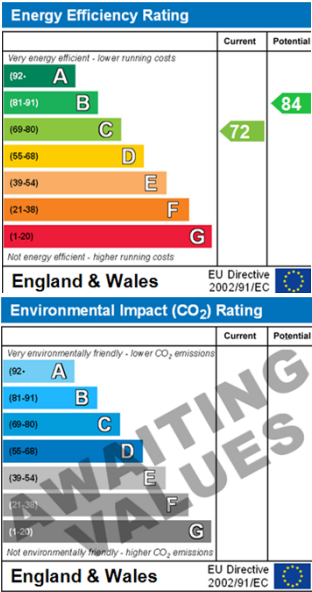 Energy Efficiency Rating
Current Potential
Very energy efficient - lower running costs
(92- A
(81-91) B
(69-80) C
(55-68) D
(39-54) E
(21-38) F
(1-20) G
72
84
Not energy efficient - higher running costs
England & Wales
EU Directive
2002/91/EC
Environmental Impact (CO2) Rating
Current Potential
Very environmentally friendly - lower CO2 emissions
(92- A
(81-91) B
(69-80) C
(55-68) D
(39-54) E
(21-38) F
(1-20) G
AWAITING
VALUES
Not environmentally friendly - higher CO2 emissions
England & Wales
EU Directive
2002/91/EC